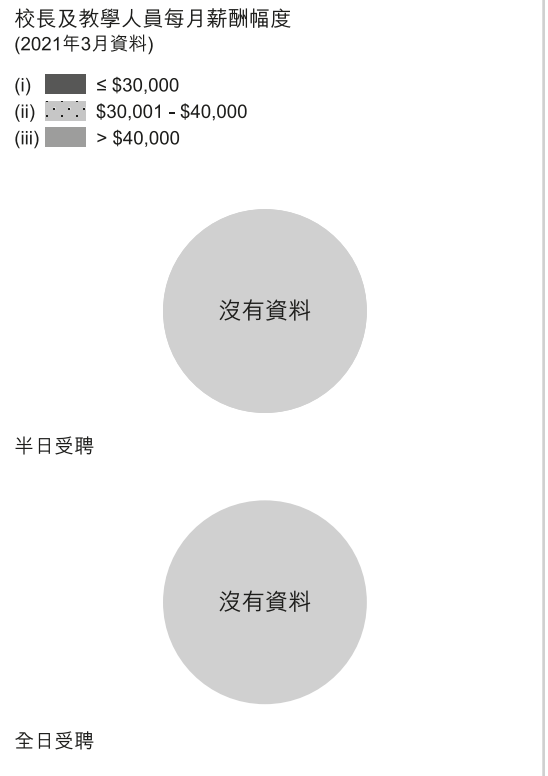 校長及教學人員每月薪酬幅度
(2021年3月資料)
(i) ≤ $30,000
(ii) $30,001 - $40,000
(iii) > $40,000
沒有資料
半日受聘
沒有資料
全日受聘